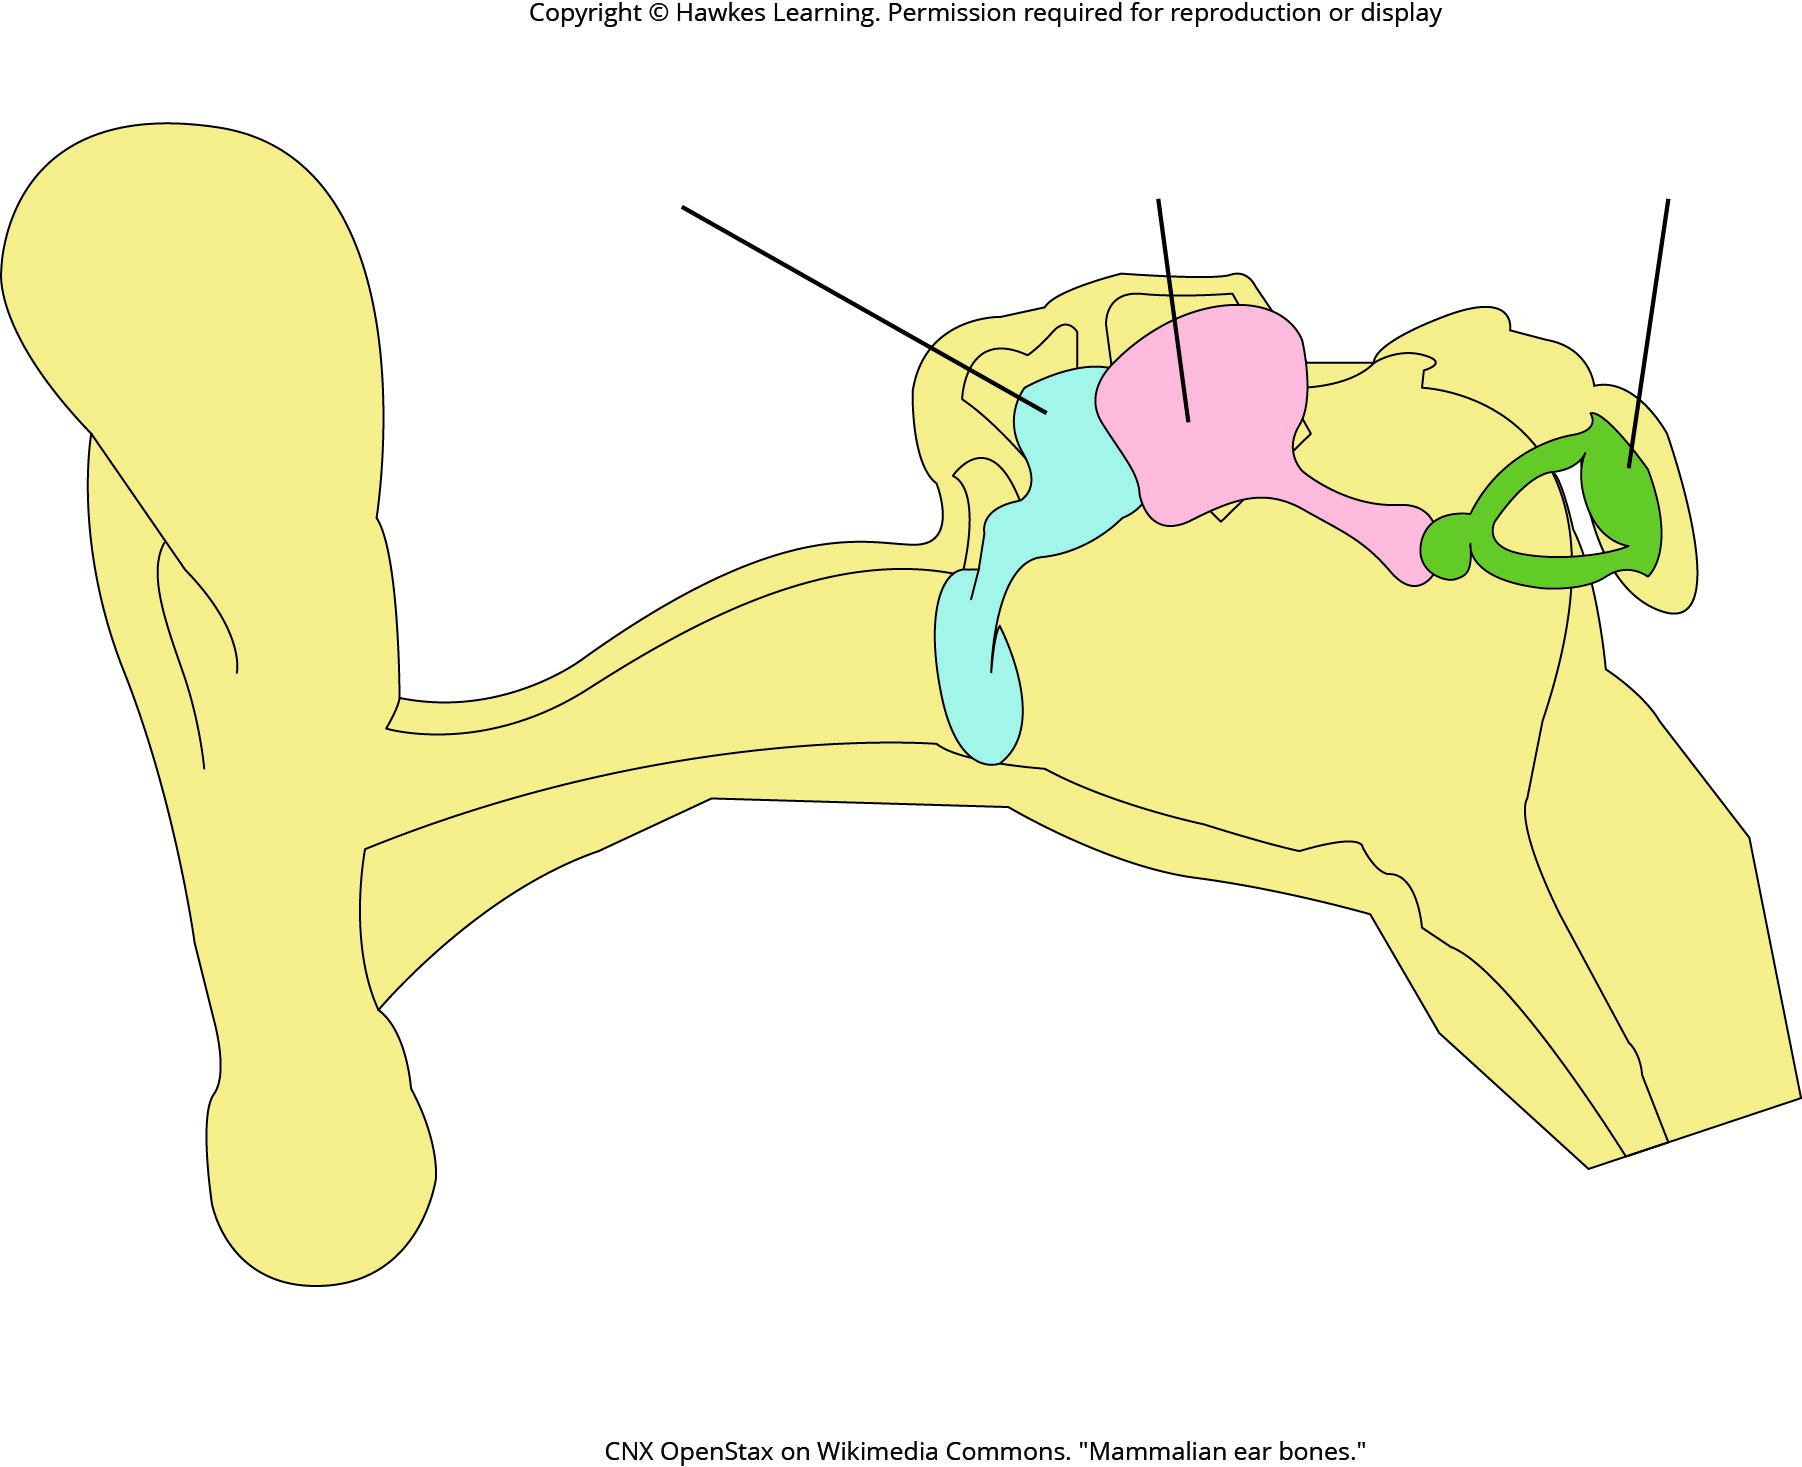 Copyright © Hawkes Learning. Permission required for reproduction or display
CNX OpenStax on Wikimedia Commons. "Mammalian ear bones."